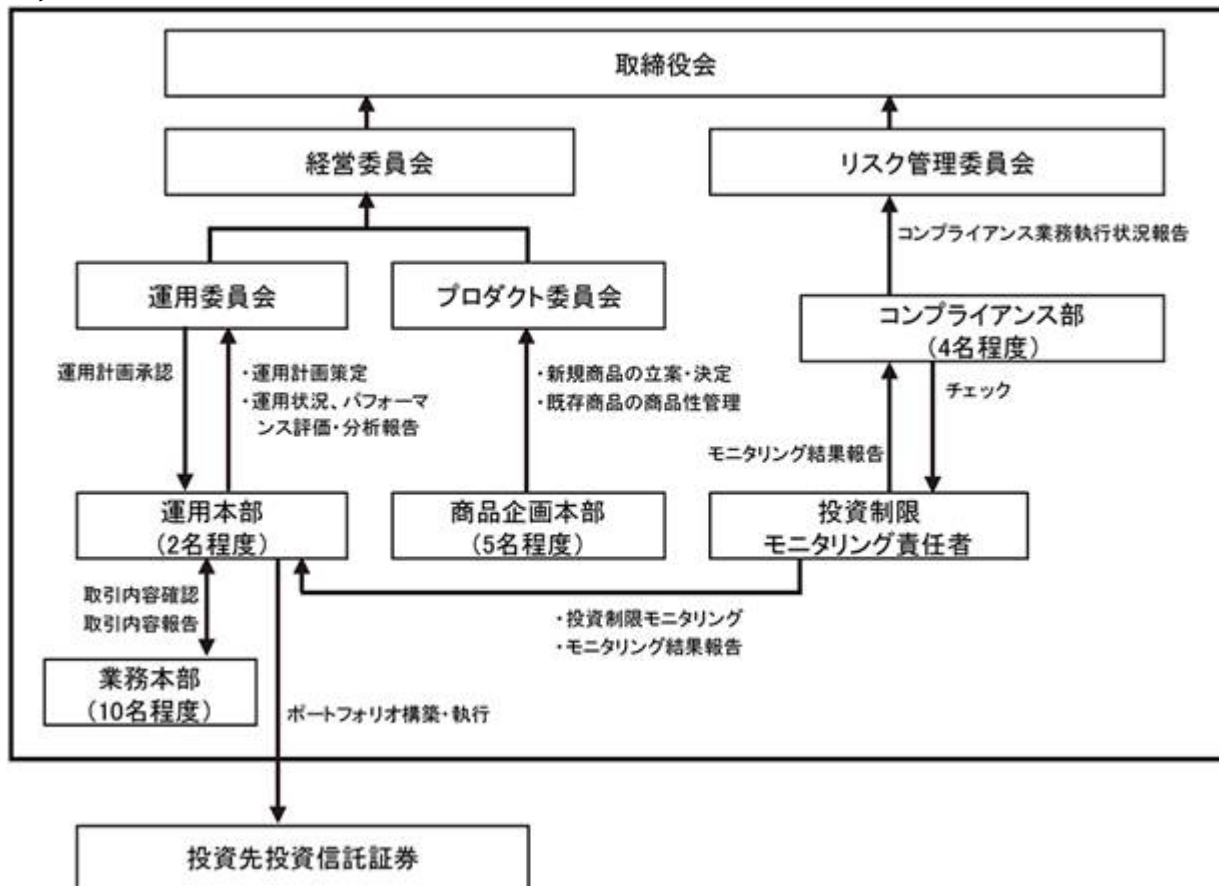 取締役会
経営委員会
リスク管理委員会
コンプライアンス業務執行状況報告
運用委員会
プロダクト委員会
コンプライアンス部
(4名程度)
運用計画承認
・運用計画策定
・運用状況、パフォーマ
ンス評価・分析報告
・新規商品の立案・決定
・既存商品の商品性管理
チェック
モニタリング結果報告
運用本部
(2名程度)
商品企画本部
(5名程度)
投資制限
モニタリング責任者
取引内容確認
取引内容報告
・投資制限モニタリング
・モニタリング結果報告
業務本部
(10名程度)
ポートフォリオ構築・執行
投資先投資信託証券